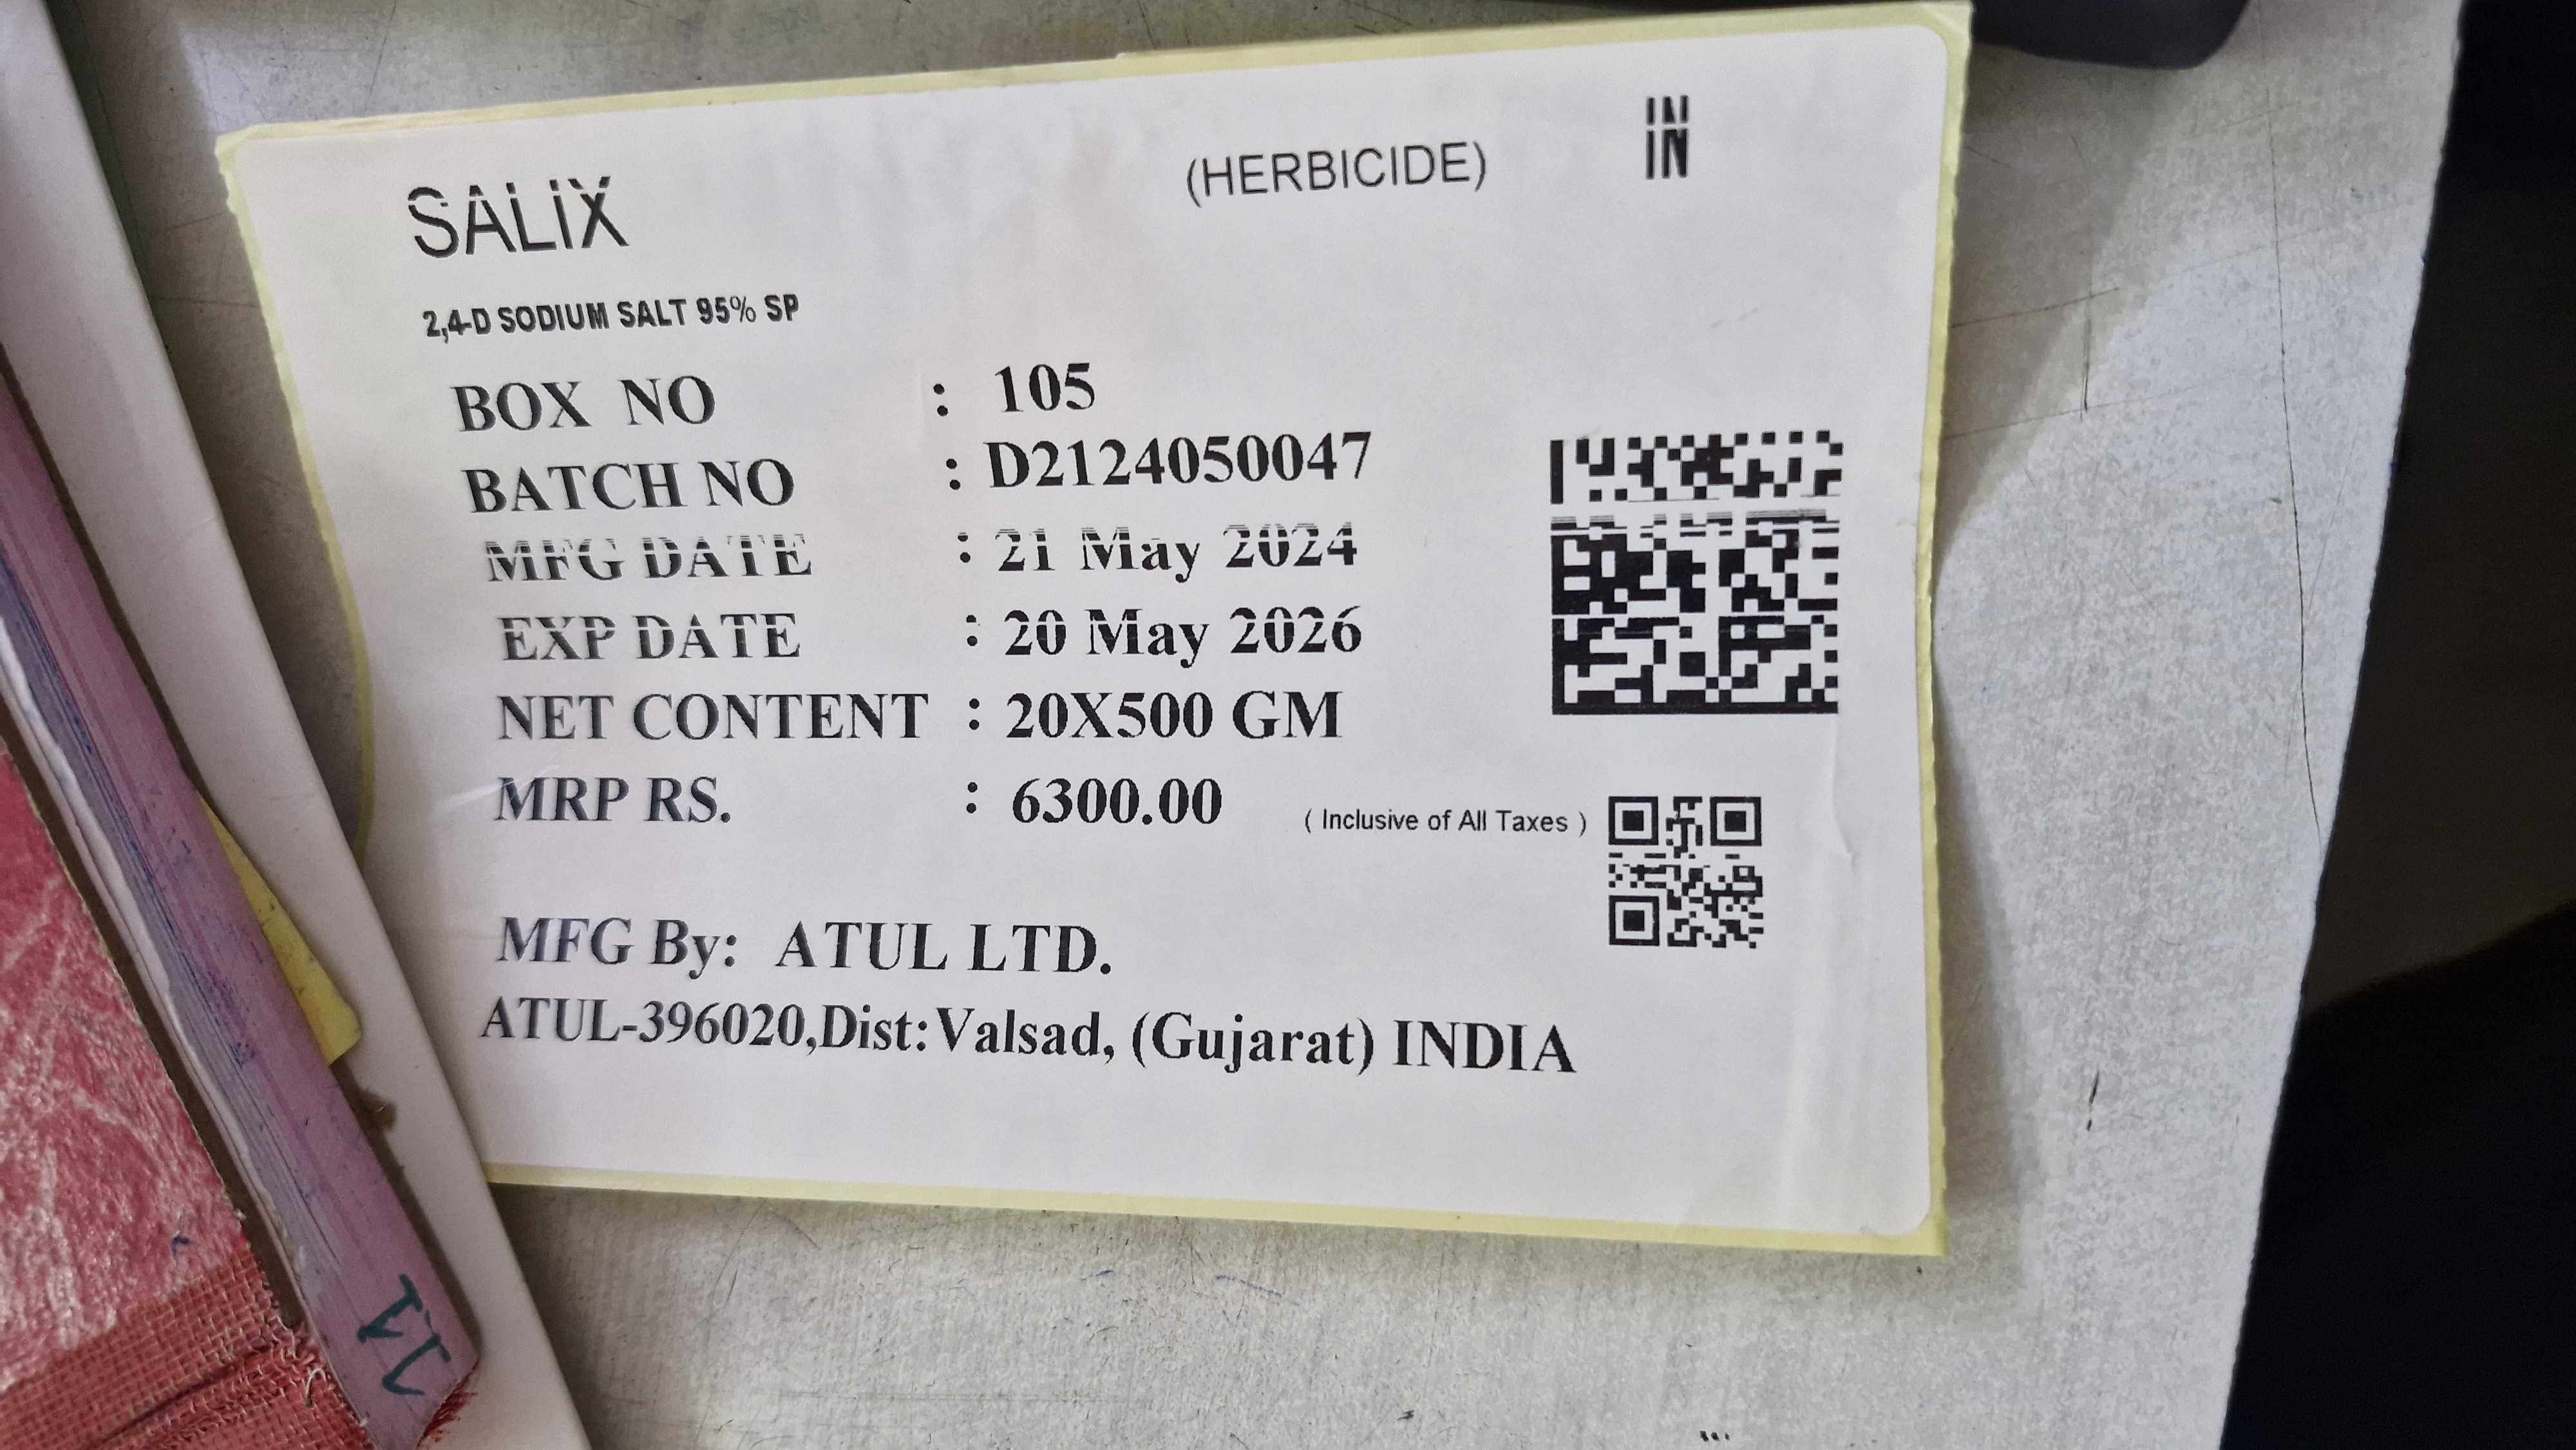 SALIX (HERBICIDE) IN
2,4-D SODIUM SALT 95% SP
BOX NO : 105
BATCH NO : D2124050047
MFG DATE : 21 May 2024
EXP DATE : 20 May 2026
NET CONTENT : 20X500 GM
MRP RS. : 6300.00 ( Inclusive of All Taxes )
MFG By: ATUL LTD.
ATUL-396020,Dist:Valsad, (Gujarat) INDIA